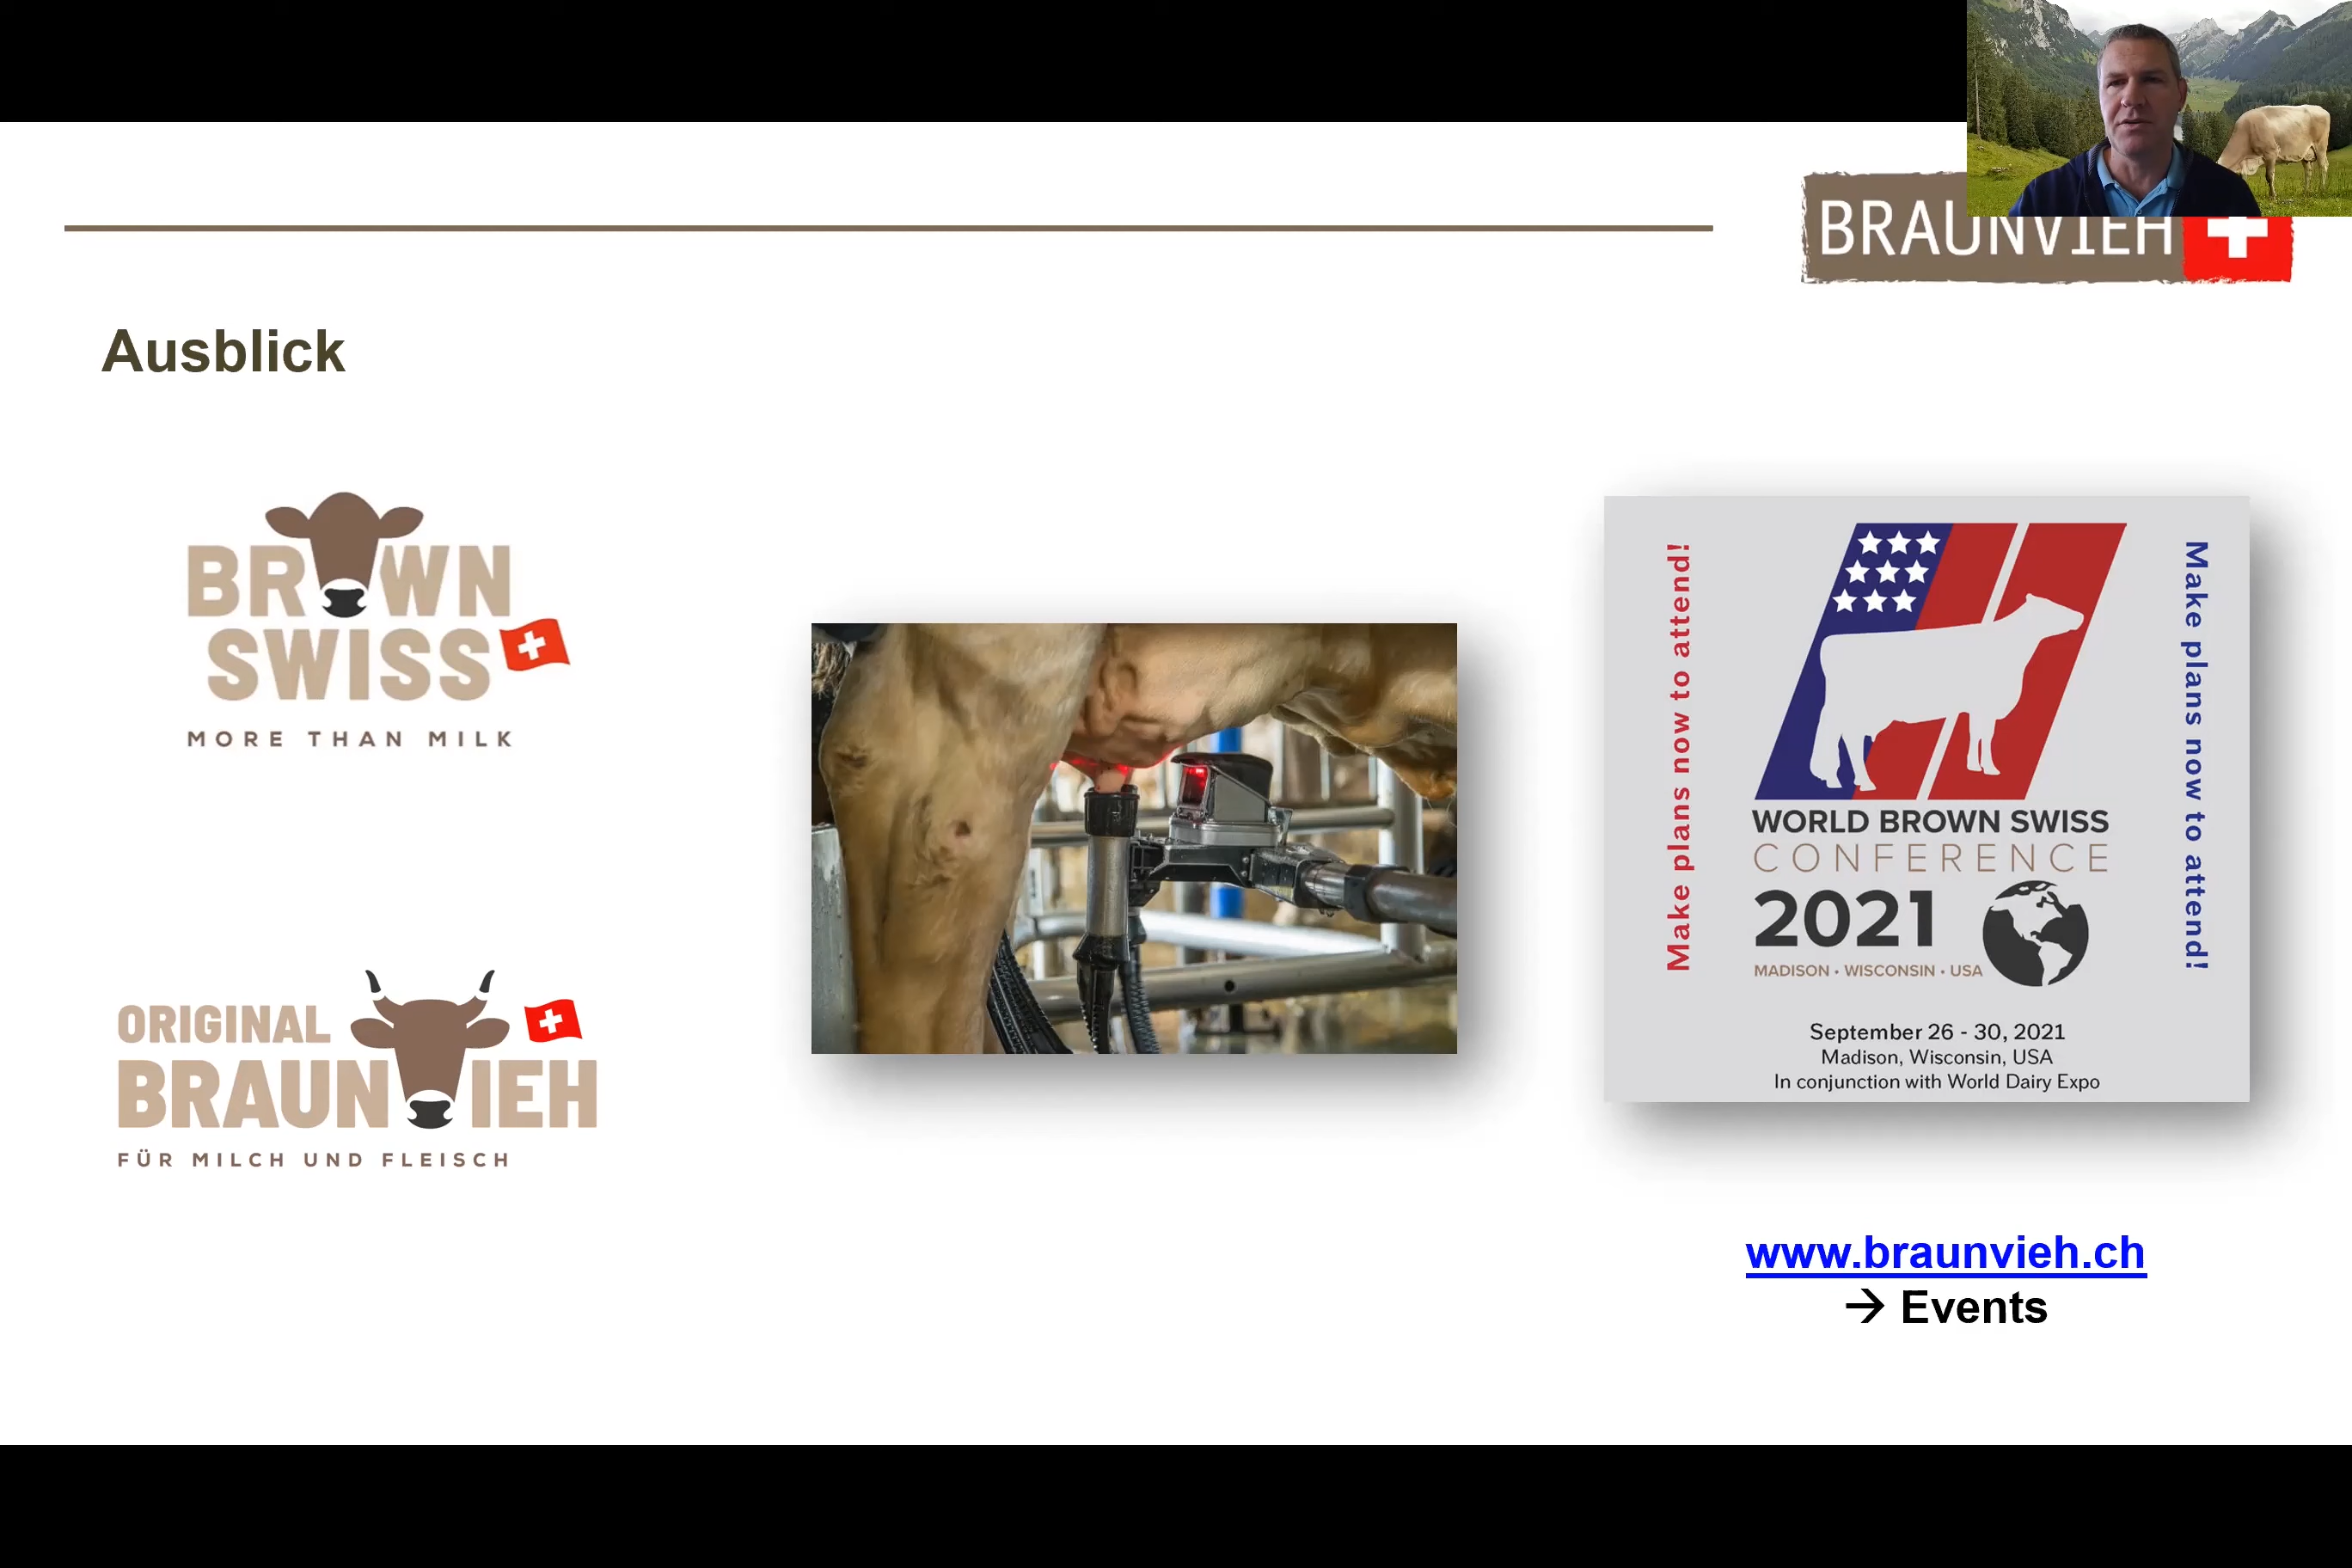 BRAUNVIEH
Ausblick
BROWN
SWISS
MORE THAN MILK
ORIGINAL
BRAUNVIEH
FÜR MILCH UND FLEISCH
Make plans now to attend!
Make plans now to attend!
WORLD BROWN SWISS
CONFERENCE
2021
MADISON • WISCONSIN • USA
September 26 - 30, 2021
Madison, Wisconsin, USA
In conjunction with World Dairy Expo
www.braunvieh.ch
→ Events